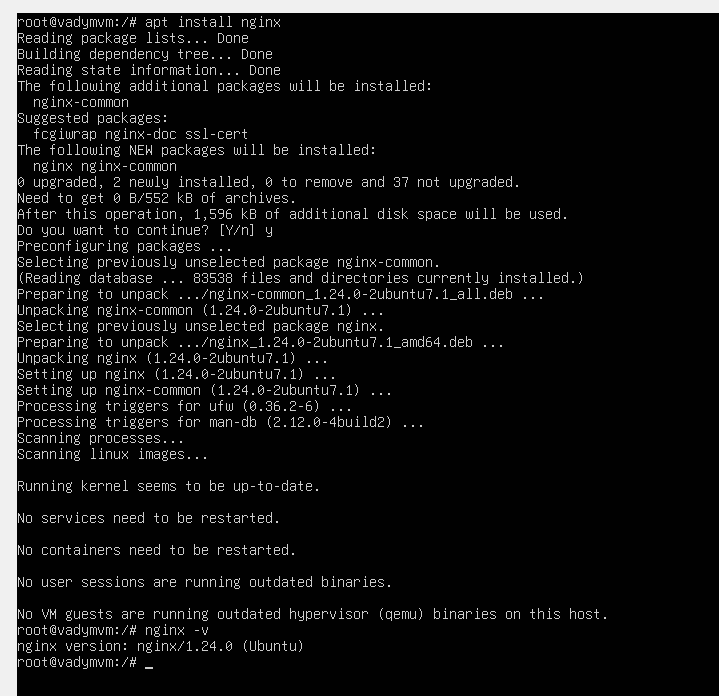 root@vadymvm:/# apt install nginx
Reading package lists... Done
Building dependency tree... Done
Reading state information... Done
The following additional packages will be installed:
  nginx-common
Suggested packages:
  fcgiwrap nginx-doc ssl-cert
The following NEW packages will be installed:
  nginx nginx-common
0 upgraded, 2 newly installed, 0 to remove and 37 not upgraded.
Need to get 0 B/552 kB of archives.
After this operation, 1,596 kB of additional disk space will be used.
Do you want to continue? [Y/n] y
Preconfiguring packages ...
Selecting previously unselected package nginx-common.
(Reading database ... 83538 files and directories currently installed.)
Preparing to unpack .../nginx-common_1.24.0-2ubuntu7.1_all.deb ...
Unpacking nginx-common (1.24.0-2ubuntu7.1) ...
Selecting previously unselected package nginx.
Preparing to unpack .../nginx_1.24.0-2ubuntu7.1_amd64.deb ...
Unpacking nginx (1.24.0-2ubuntu7.1) ...
Setting up nginx (1.24.0-2ubuntu7.1) ...
Setting up nginx-common (1.24.0-2ubuntu7.1) ...
Processing triggers for ufw (0.36.2-6) ...
Processing triggers for man-db (2.12.0-4build2) ...
Scanning processes...
Scanning linux images...

Running kernel seems to be up-to-date.

No services need to be restarted.

No containers need to be restarted.

No user sessions are running outdated binaries.

No VM guests are running outdated hypervisor (qemu) binaries on this host.
root@vadymvm:/# nginx -v
nginx version: nginx/1.24.0 (Ubuntu)
root@vadymvm:/# _